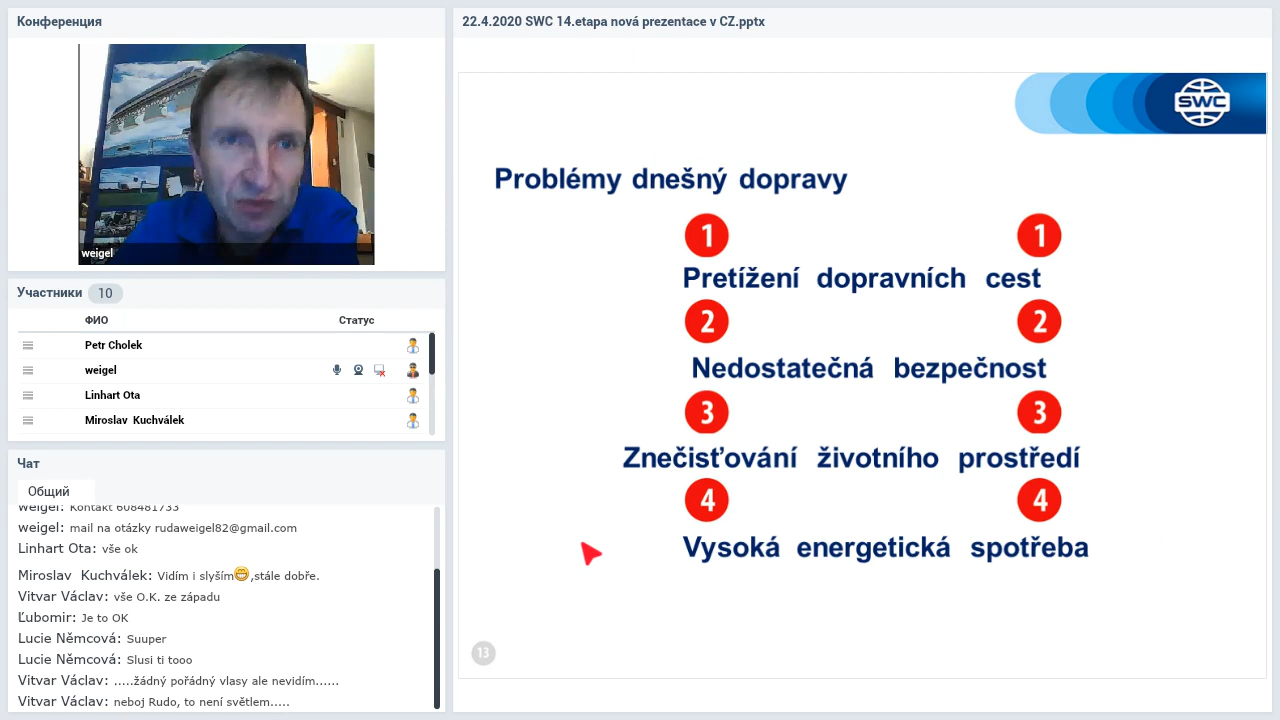 Конференция
weigel
Участники 10
ФИО Статус
Petr Cholek
weigel
Linhart Ota
Miroslav Kuchválek
Чат
Общий
weigel: Kontakt 608481733
weigel: mail na otázky rudaweigel82@gmail.com
Linhart Ota: vše ok
Miroslav Kuchválek: Vidím i slyším😁,stále dobře.
Vitvar Václav: vše O.K. ze západu
Ľubomir: Je to OK
Lucie Němcová: Suuper
Lucie Němcová: Slusi ti tooo
Vitvar Václav: .....žádný pořádný vlasy ale nevidím......
Vitvar Václav: neboj Rudo, to není světlem.....
22.4.2020 SWC 14.etapa nová prezentace v CZ.pptx
SWC
Problémy dnešný dopravy
1 1
Pretížení dopravních cest
2 2
Nedostatečná bezpečnost
3 3
Znečisťování životního prostředí
4 4
Vysoká energetická spotřeba
13